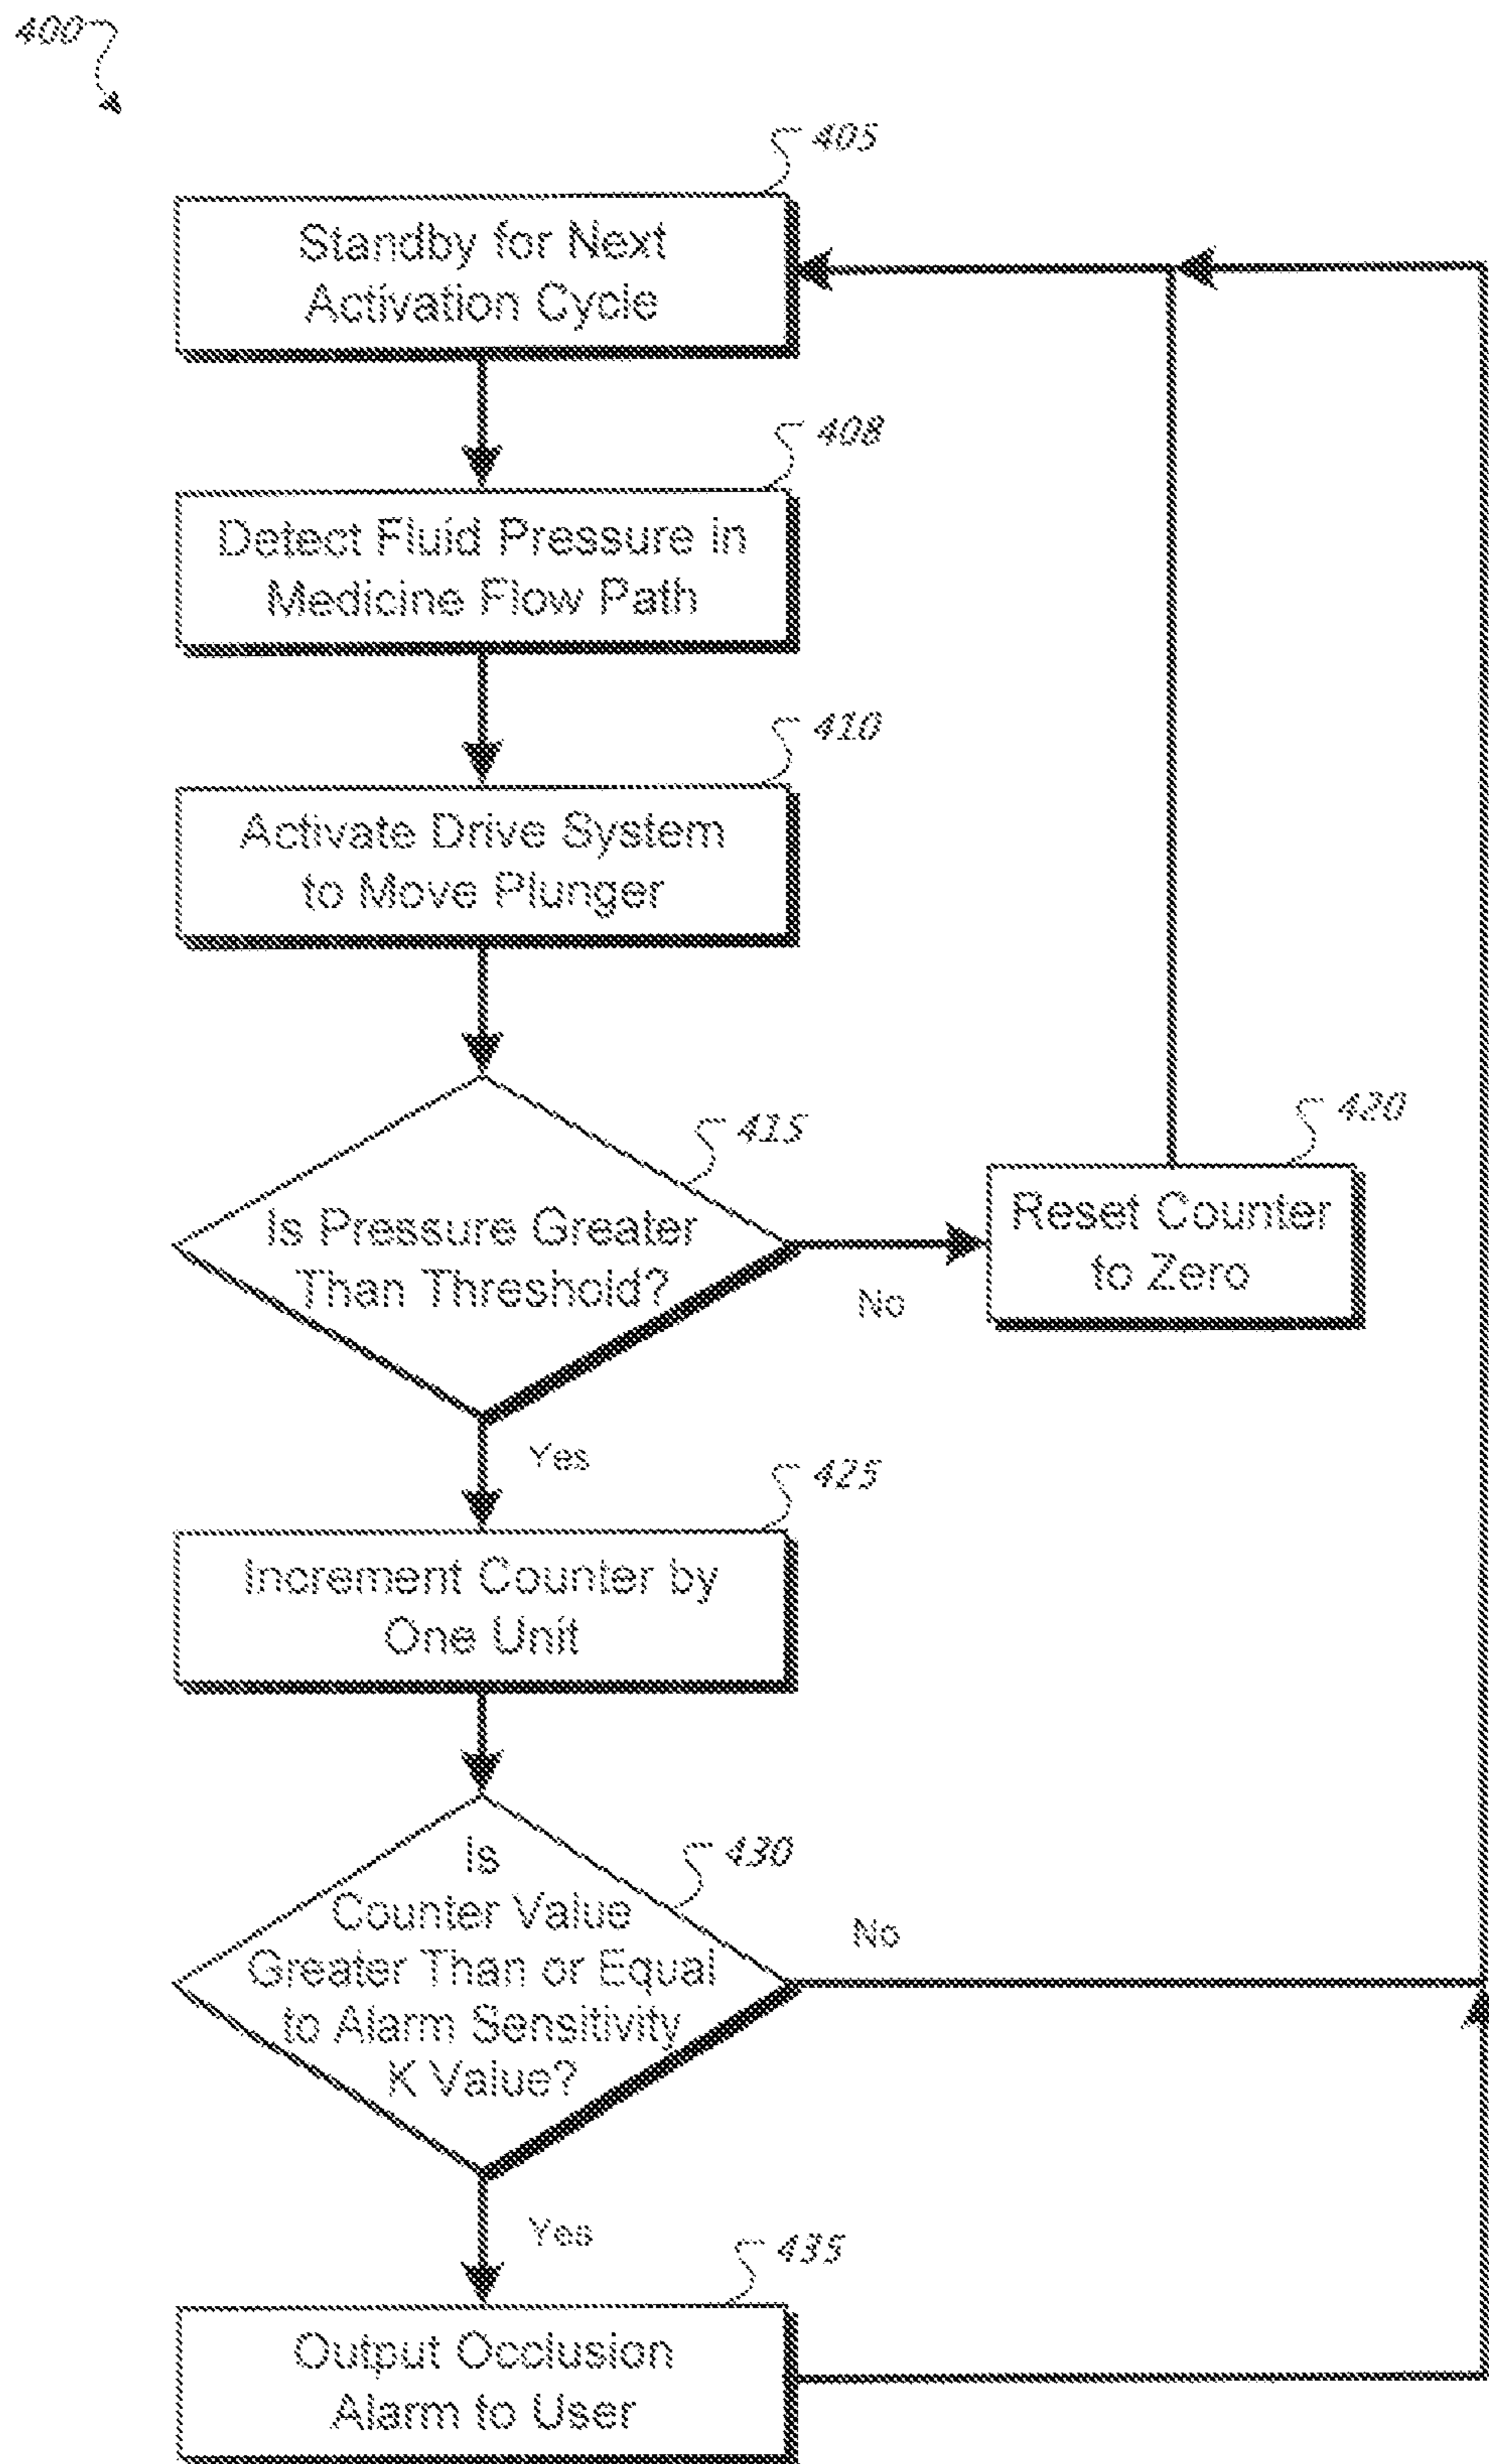 400
405
Standby for Next
Activation Cycle
408
Detect Fluid Pressure in
Medicine Flow Path
410
Activate Drive System
to Move Plunger
415
Is Pressure Greater
Than Threshold?
No
420
Reset Counter
to Zero
Yes
425
Increment Counter by
One Unit
430
Is
Counter Value
Greater Than or Equal
to Alarm Sensitivity
K Value?
No
Yes
435
Output Occlusion
Alarm to User